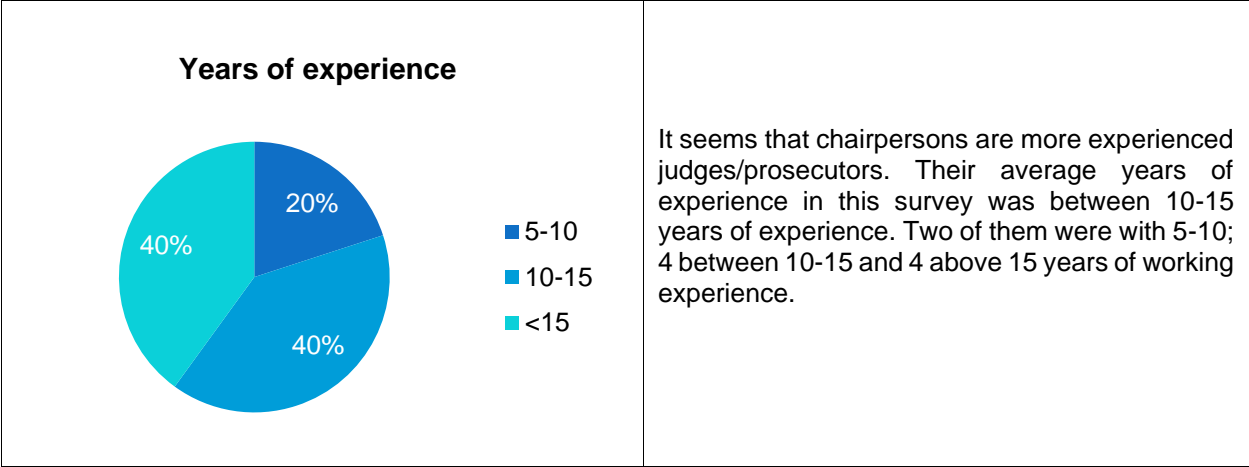 Years of experience
20%
40%
40%
5-10
10-15
<15
It seems that chairpersons are more experienced
judges/prosecutors. Their average years of
experience in this survey was between 10-15
years of experience. Two of them were with 5-10;
4 between 10-15 and 4 above 15 years of working
experience.